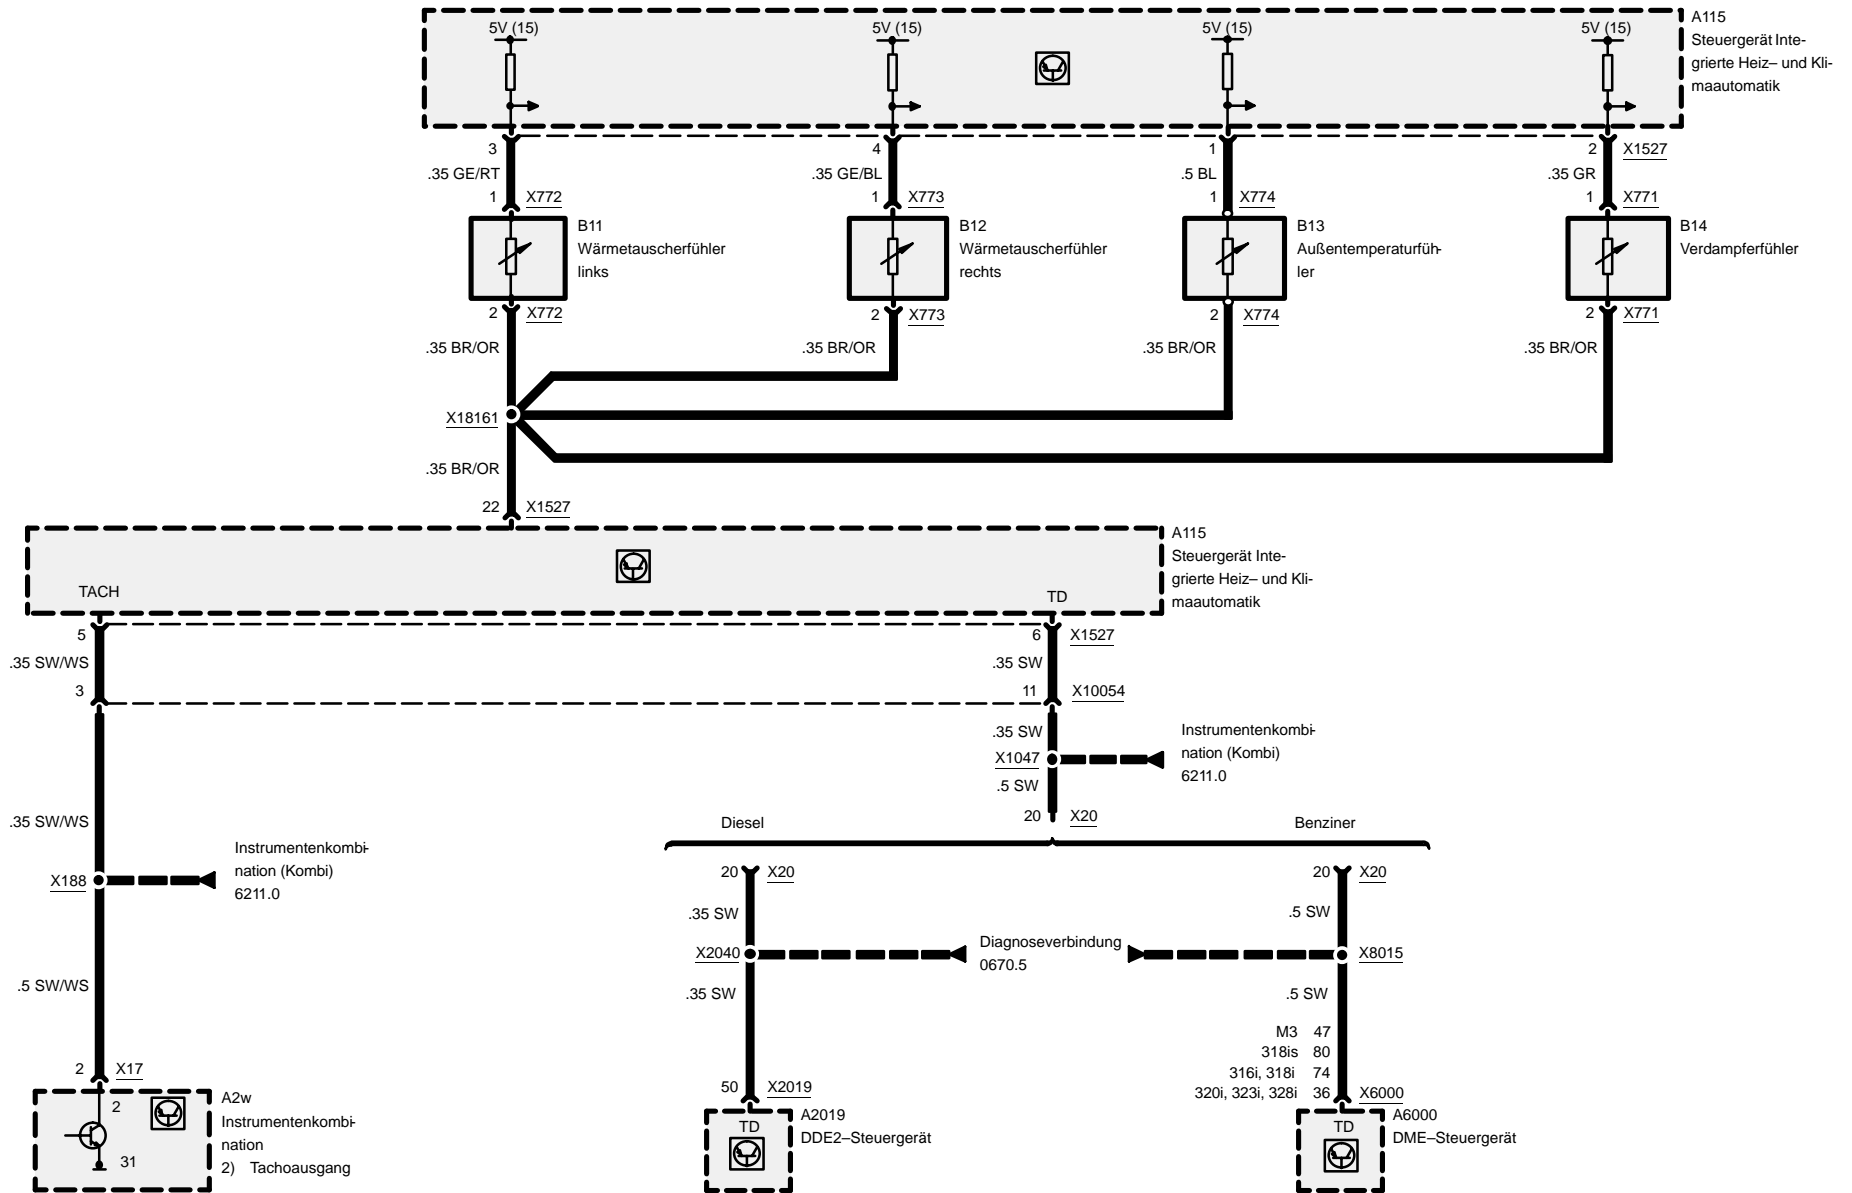 5V (15)
5V (15)
5V (15)
5V (15)
A115
Steuergerät Inte-
grierte Heiz– und Kli-
maautomatik
3
4
1
2
X1527
.35 GE/RT
.35 GE/BL
.5 BL
.35 GR
1
X772
1
X773
1
X774
1
X771
B11
Wärmetauscherfühler
links
B12
Wärmetauscherfühler
rechts
B13
Außentemperaturfüh-
ler
B14
Verdampferfühler
2
X772
2
X773
2
X774
2
X771
.35 BR/OR
.35 BR/OR
.35 BR/OR
.35 BR/OR
X18161
.35 BR/OR
22
X1527
A115
Steuergerät Inte-
grierte Heiz– und Kli-
maautomatik
TACH
TD
5
6
X1527
.35 SW/WS
.35 SW
3
11
X10054
.35 SW
X1047
.5 SW
Instrumentenkombi-
nation (Kombi)
6211.0
20
X20
.35 SW/WS
Diesel
Benziner
Instrumentenkombi-
nation (Kombi)
6211.0
X188
20
X20
20
X20
.35 SW
.5 SW
X2040
Diagnoseverbindung
0670.5
X8015
.5 SW/WS
.35 SW
.5 SW
M3 47
318is 80
316i, 318i 74
320i, 323i, 328i 36
X6000
2
X17
50
X2019
2
31
A2w
Instrumentenkombi-
nation
2) Tachoausgang
TD
A2019
DDE2–Steuergerät
TD
A6000
DME–Steuergerät